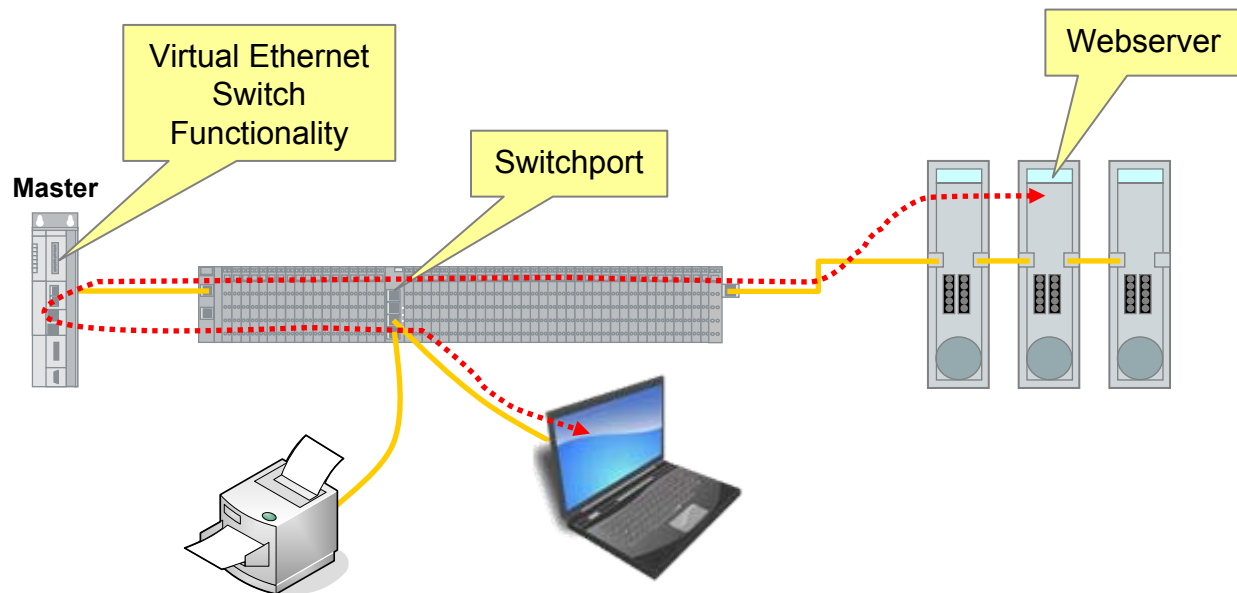 Virtual Ethernet
Switch
Functionality
Webserver
Switchport
Master